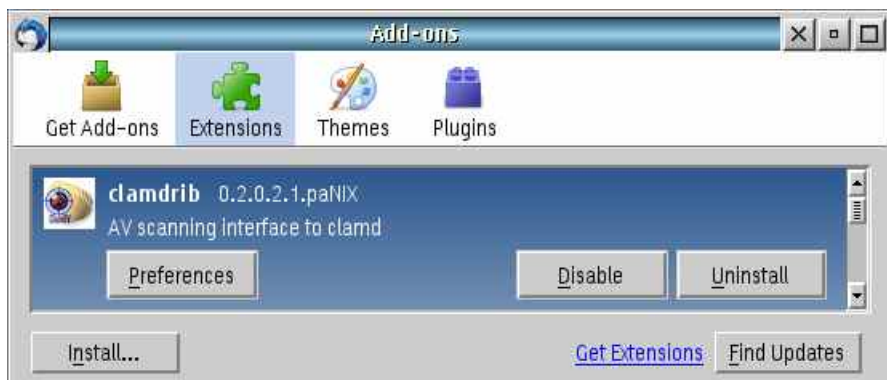 Add-ons
Get Add-ons Extensions Themes Plugins
clamdrib 0.2.0.2.1.paNIX
AV scanning interface to clamd
Preferences Disable Uninstall
Install... Get Extensions Find Updates